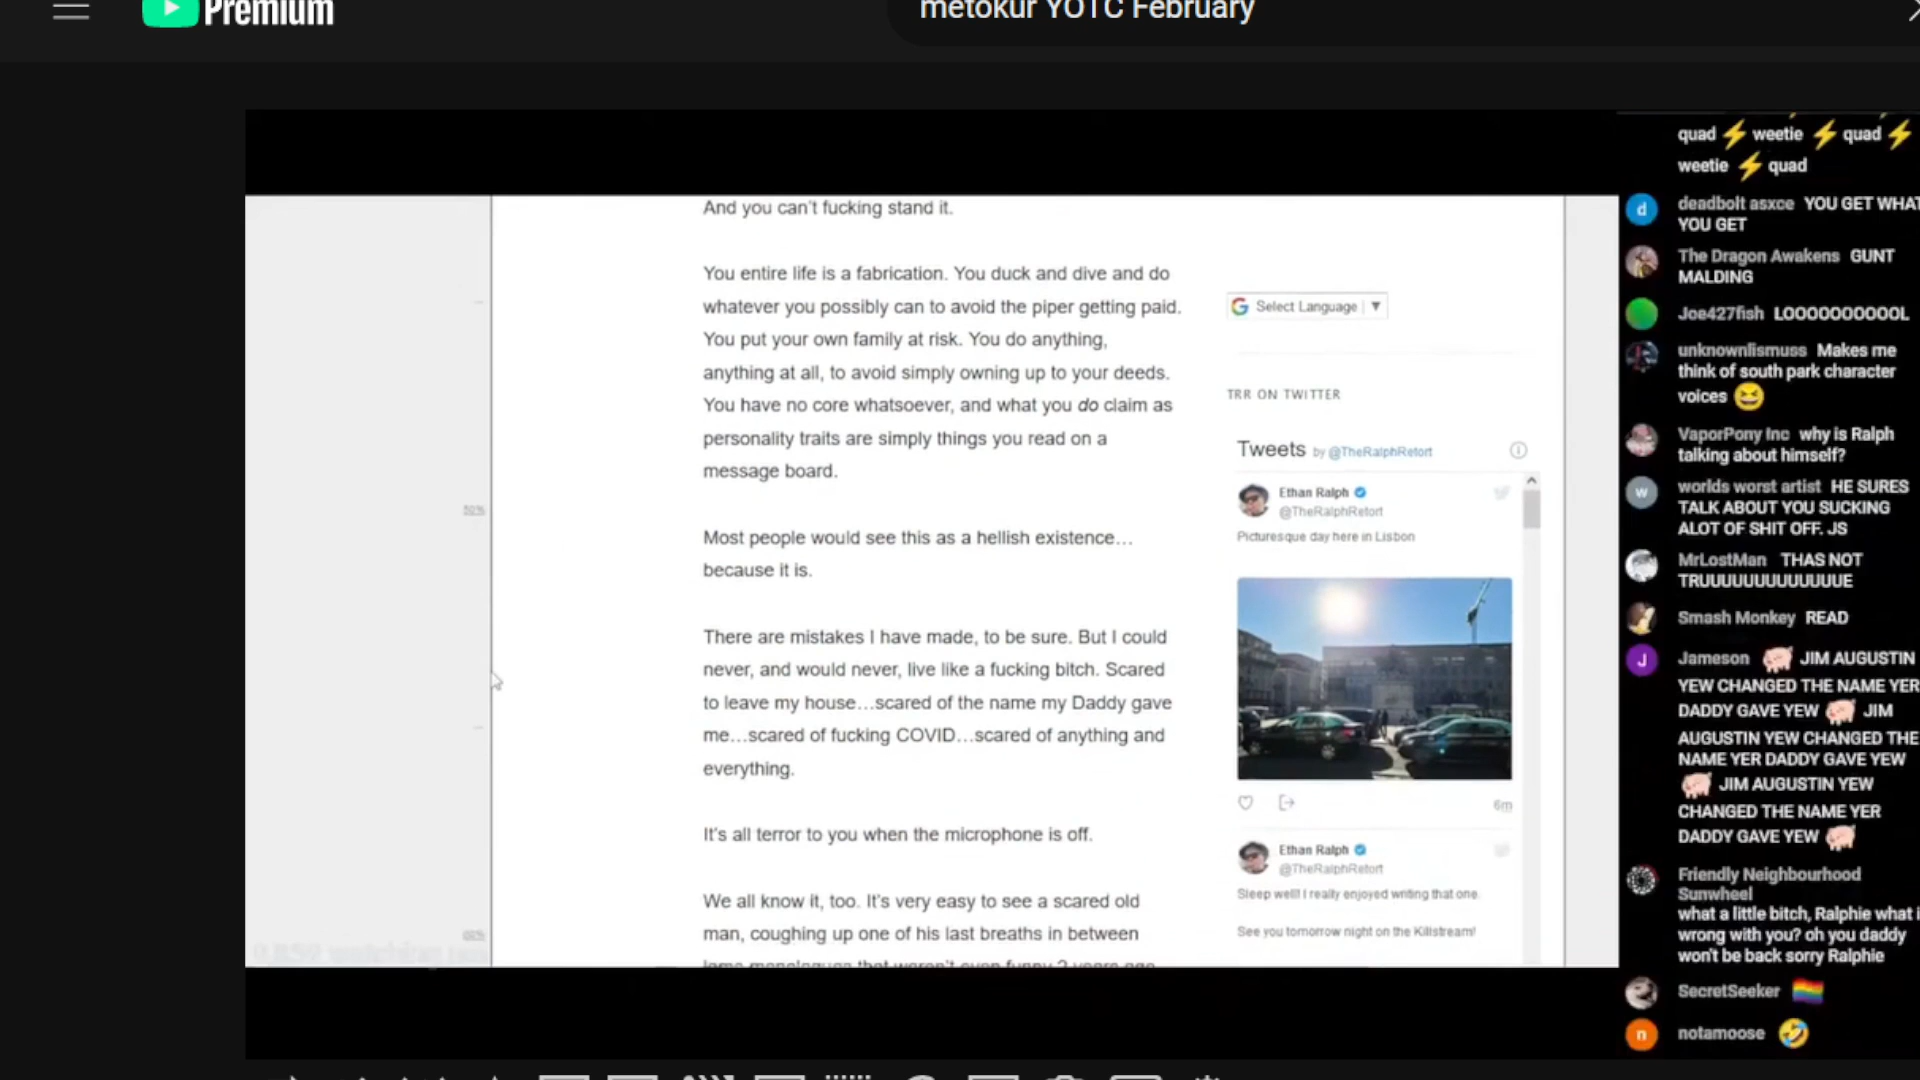 Premium
metokur YOTC February
And you can't fucking stand it.
You entire life is a fabrication. You duck and dive and do
whatever you possibly can to avoid the piper getting paid.
You put your own family at risk. You do anything,
anything at all, to avoid simply owning up to your deeds.
You have no core whatsoever, and what you do claim as
personality traits are simply things you read on a
message board.
Most people would see this as a hellish existence…
because it is.
There are mistakes I have made, to be sure. But I could
never, and would never, live like a fucking bitch. Scared
to leave my house…scared of the name my Daddy gave
me…scared of fucking COVID…scared of anything and
everything.
It's all terror to you when the microphone is off.
We all know it, too. It's very easy to see a scared old
man, coughing up one of his last breaths in between
Select Language ▼
TRR ON TWITTER
Tweets by @TheRalphRetort
Ethan Ralph
@TheRalphRetort
Picturesque day here in Lisbon
6m
Ethan Ralph
@TheRalphRetort
Sleep well! I really enjoyed writing that one.
See you tomorrow night on the Killstream!
quad ⚡ weetie ⚡ quad ⚡
weetie ⚡ quad
d deadbolt asxce YOU GET WHAT
YOU GET
The Dragon Awakens GUNT
MALDING
Joe427fish LOOOOOOOOOOL
unknownlismuss Makes me
think of south park character
voices 😆
VaporPony Inc why is Ralph
talking about himself?
w worlds worst artist HE SURES
TALK ABOUT YOU SUCKING
ALOT OF SHIT OFF. JS
MrLostMan THAS NOT
TRUUUUUUUUUUUUUE
Smash Monkey READ
J Jameson 🐖 JIM AUGUSTIN
YEW CHANGED THE NAME YER
DADDY GAVE YEW 🐖 JIM
AUGUSTIN YEW CHANGED THE
NAME YER DADDY GAVE YEW
🐖 JIM AUGUSTIN YEW
CHANGED THE NAME YER
DADDY GAVE YEW 🐖
Friendly Neighbourhood
Sunwheel
what a little bitch, Ralphie what i
wrong with you? oh you daddy
won't be back sorry Ralphie
SecretSeeker 🏳️‍🌈
n notamoose 🤣